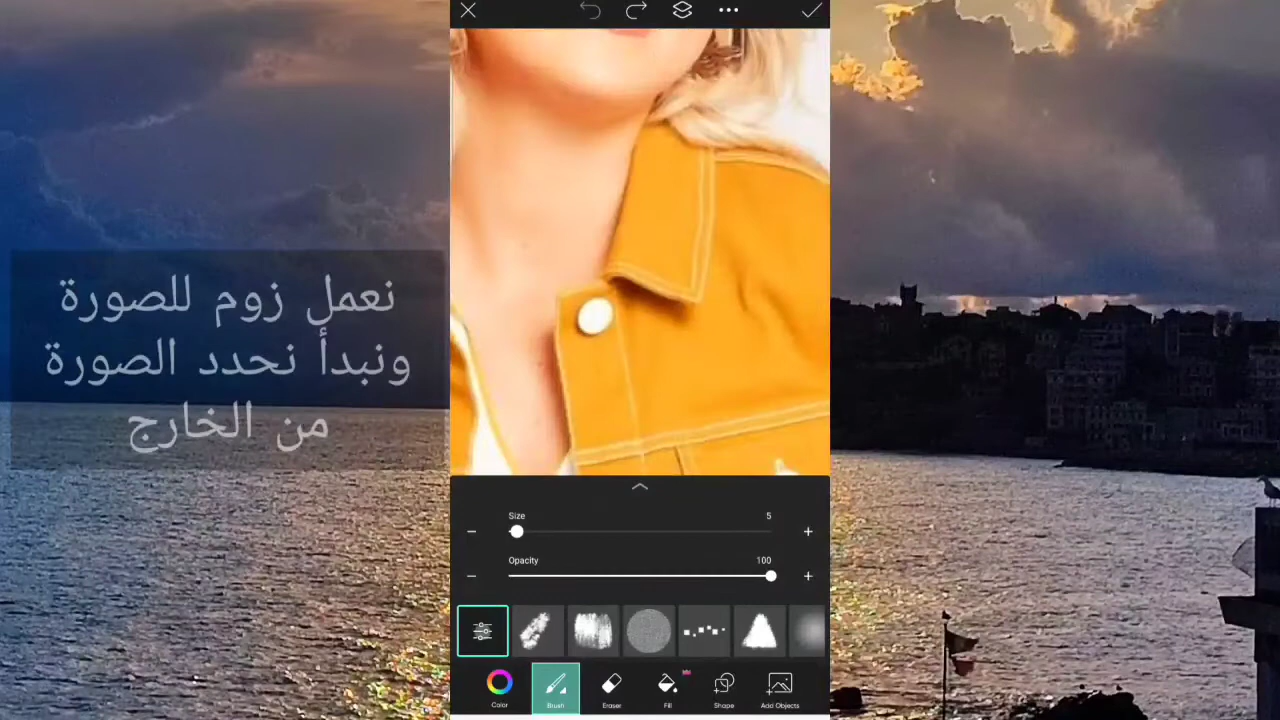 نعمل زوم للصورة
ونبدأ نحدد الصورة
من الخارج
Size 5
Opacity 100
Color Brush Eraser Fill Shape Add Objects